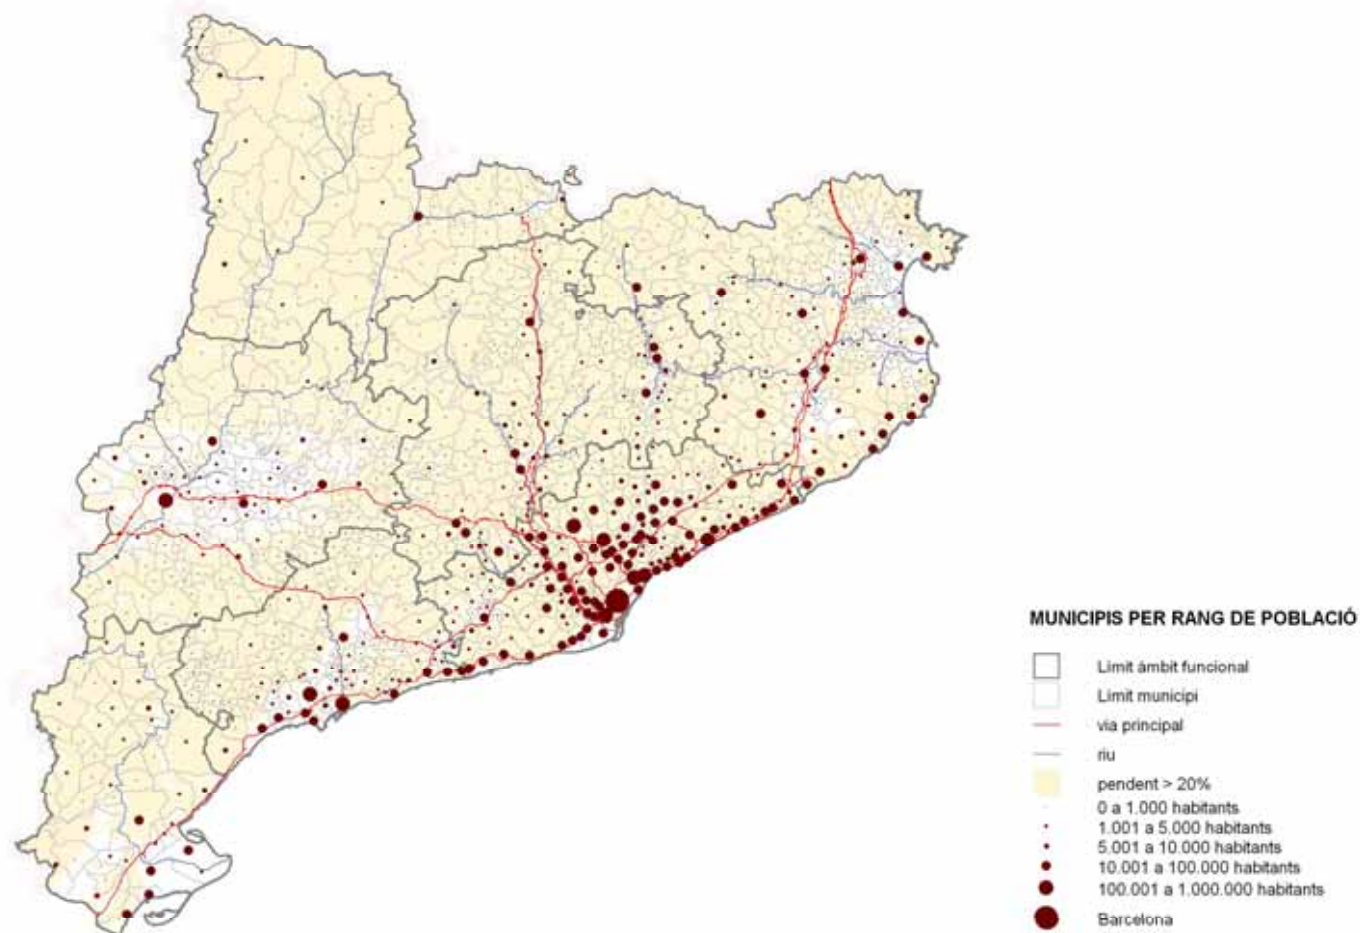 MUNICIPIS PER RANG DE POBLACIÓ
Limit àmbit funcional
Limit municipi
via principal
riu
pendent > 20%
0 a 1.000 habitants
1.001 a 5.000 habitants
5.001 a 10.000 habitants
10.001 a 100.000 habitants
100.001 a 1.000.000 habitants
Barcelona